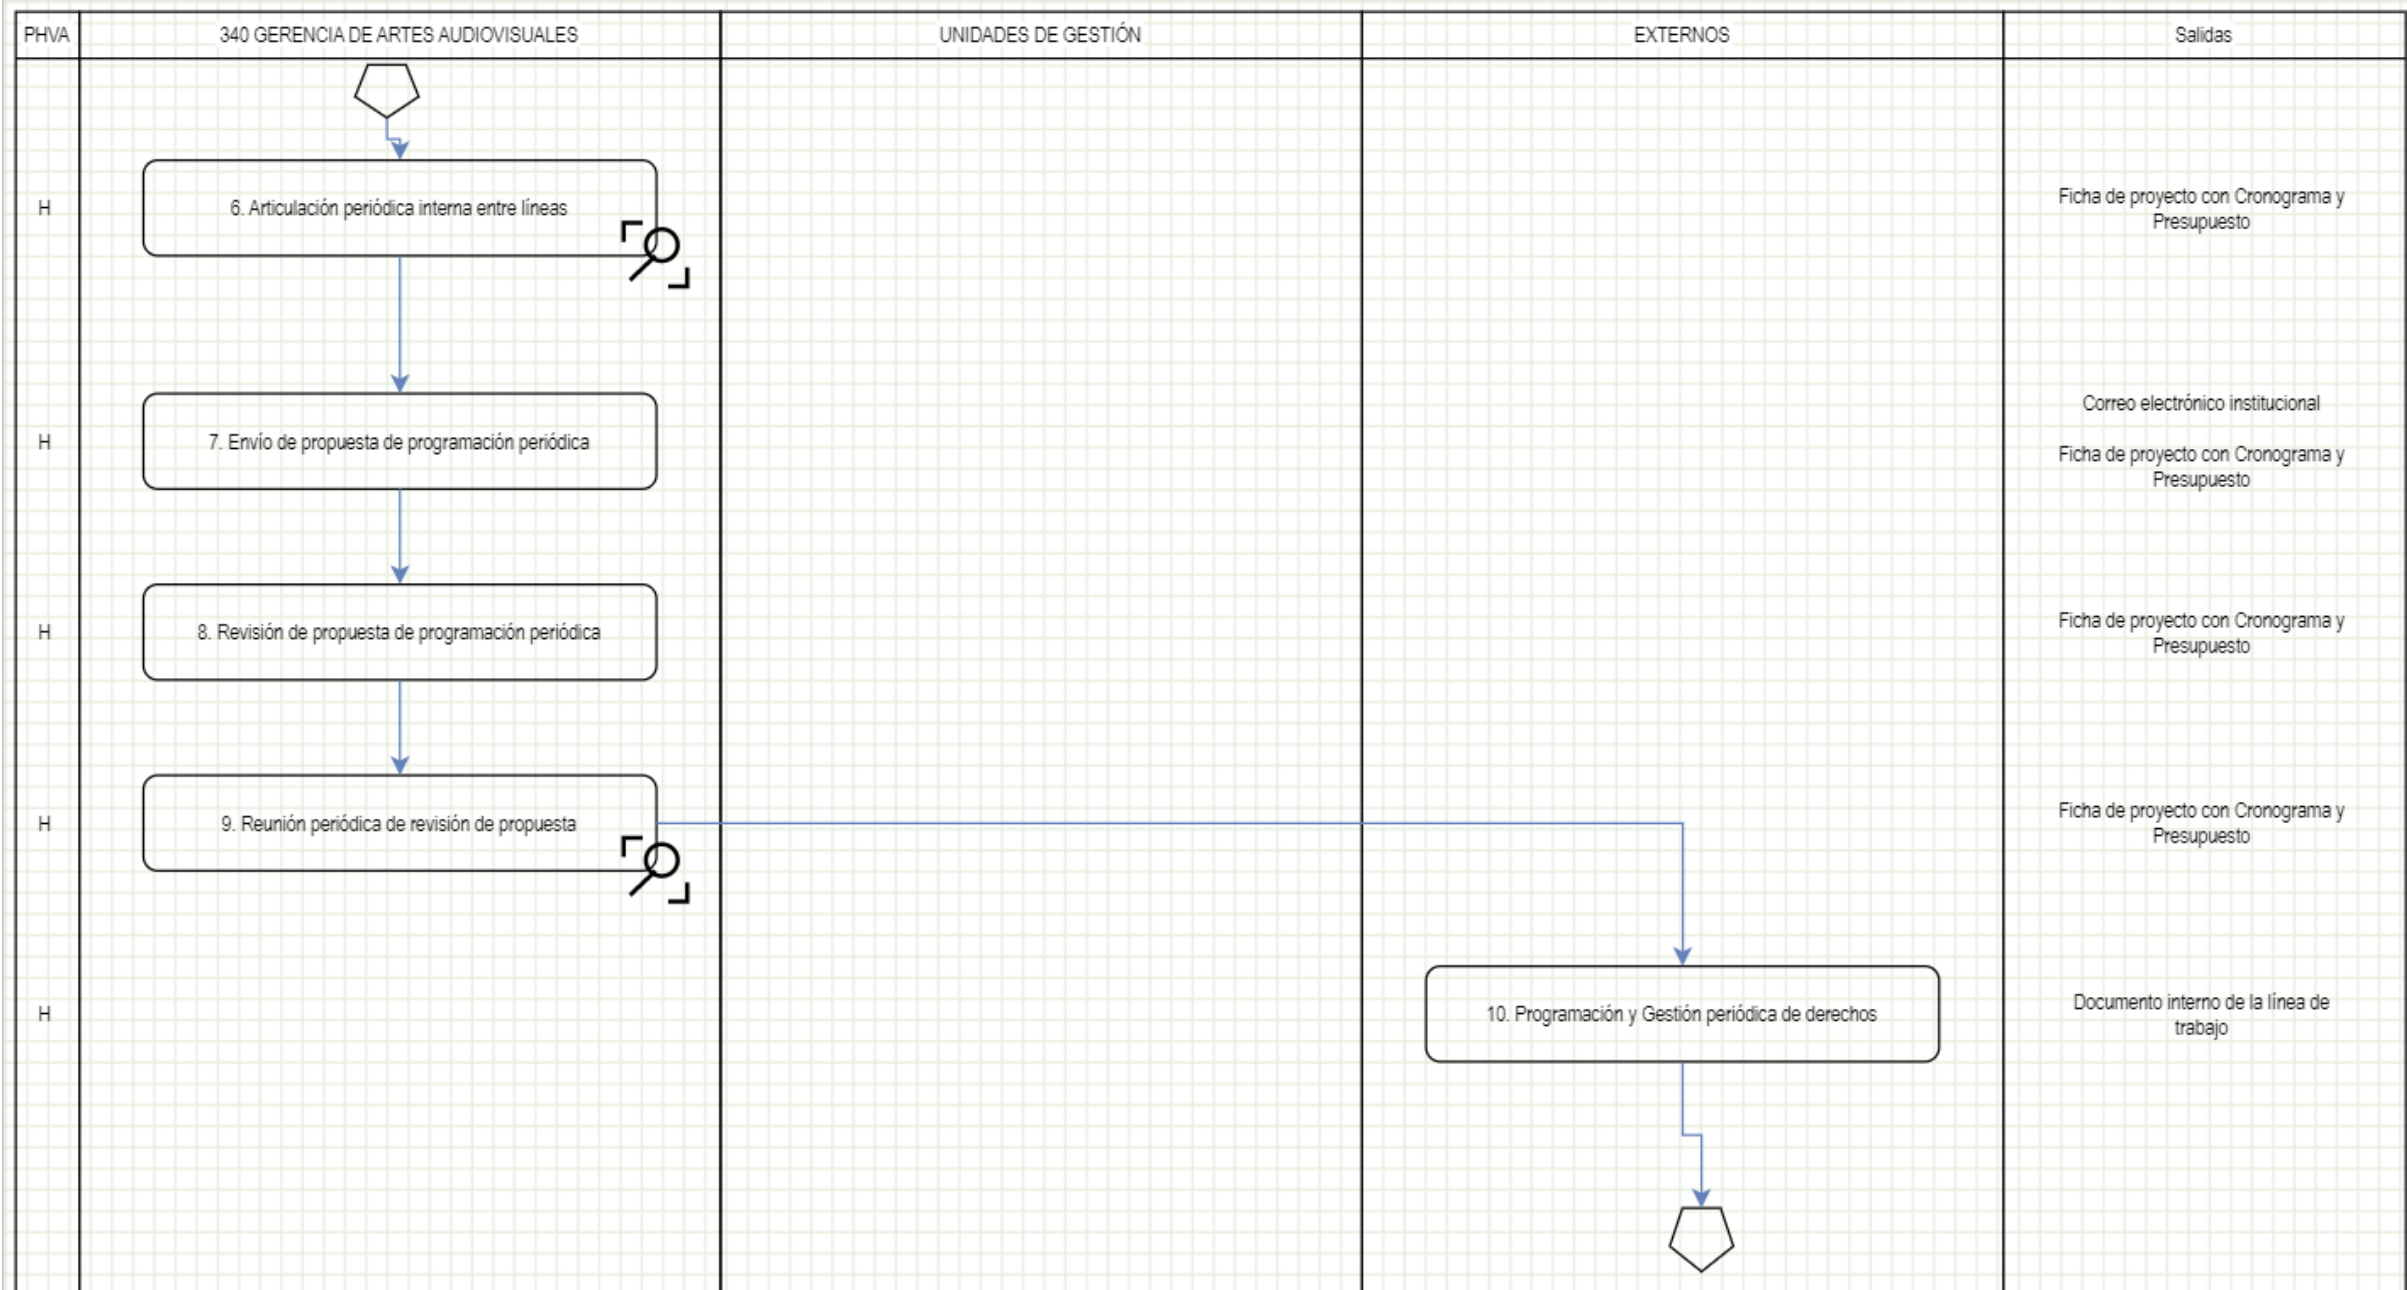 PHVA
340 GERENCIA DE ARTES AUDIOVISUALES
UNIDADES DE GESTIÓN
EXTERNOS
Salidas
H
6. Articulación periódica interna entre líneas
Ficha de proyecto con Cronograma y
Presupuesto
H
7. Envío de propuesta de programación periódica
Correo electrónico institucional
Ficha de proyecto con Cronograma y
Presupuesto
H
8. Revisión de propuesta de programación periódica
Ficha de proyecto con Cronograma y
Presupuesto
H
9. Reunión periódica de revisión de propuesta
Ficha de proyecto con Cronograma y
Presupuesto
H
10. Programación y Gestión periódica de derechos
Documento interno de la línea de
trabajo